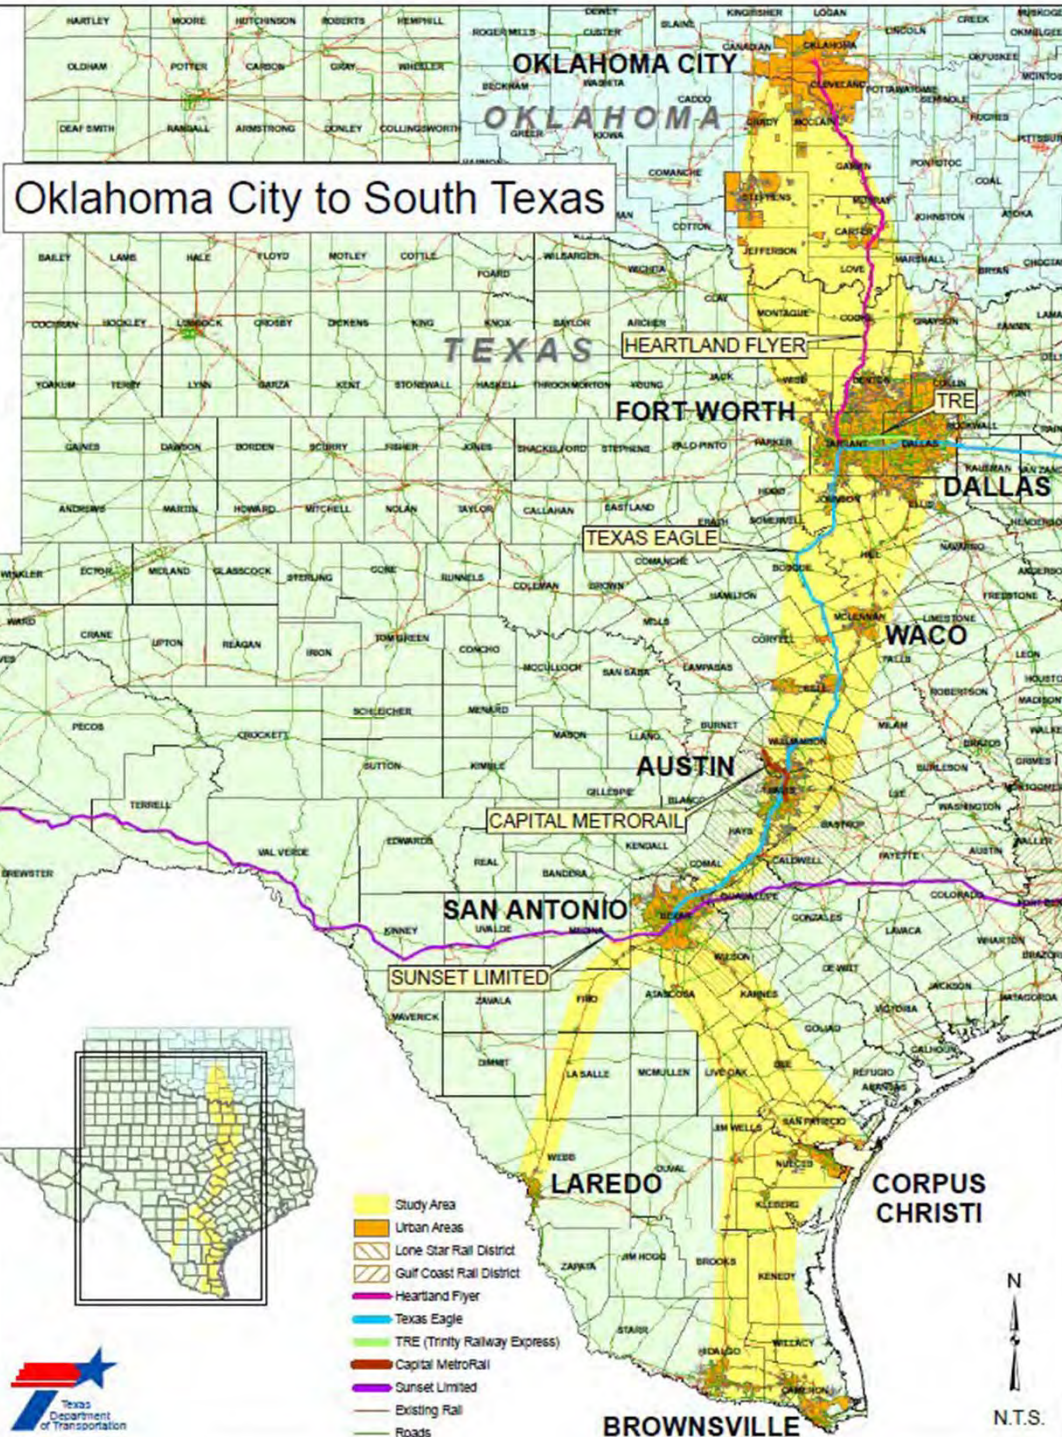 HARTLEY MOORE HUTCHINSON ROBERTS HEMPHILL DEWEY BLAINE KINGFISHER LOGAN CREEK
ROGER MILLS CUSTER CANADIAN OKLAHOMA LINCOLN
OLDHAM POTTER CARSON GRAY WHEELER OKLAHOMA CITY OKFUSKEE
BECKHAM WASHITA CADDO CLEVELAND POTTAWATOMIE SEMINOLE
OKLAHOMA
DEAF SMITH RANDALL ARMSTRONG DONLEY COLLINGSWORTH GREER KIOWA GRADY MCCLAIN HUGHES
COMANCHE GARVIN PONTOTOC COAL
Oklahoma City to South Texas
STEPHENS MURRAY JOHNSTON ATOKA
COTTON CARTER
BAILEY LAMB HALE FLOYD MOTLEY COTTLE FOARD WILBARGER WICHITA JEFFERSON LOVE MARSHALL BRYAN
CLAY MONTAGUE COOKE GRAYSON FANNIN
COCHRAN HOCKLEY LUBBOCK CROSBY DICKENS KING KNOX BAYLOR ARCHER
TEXAS
HEARTLAND FLYER
YOAKUM TERRY LYNN GARZA KENT STONEWALL HASKELL THROCKMORTON YOUNG JACK WISE DENTON COLLIN
TRE
FORT WORTH
ROCKWALL
GAINES DAWSON BORDEN SCURRY FISHER JONES SHACKELFORD STEPHENS PALO PINTO PARKER TARRANT DALLAS
KAUFMAN
DALLAS
ANDREWS MARTIN HOWARD MITCHELL NOLAN TAYLOR CALLAHAN EASTLAND ERATH HOOD SOMERVELL JOHNSON ELLIS
TEXAS EAGLE
WINKLER ECTOR MIDLAND GLASSCOCK STERLING COKE RUNNELS COLEMAN BROWN COMANCHE BOSQUE HILL NAVARRO
HAMILTON FREESTONE
WARD CRANE UPTON REAGAN IRION TOM GREEN CONCHO MCCULLOCH SAN SABA MILLS CORYELL MCLENNAN LIMESTONE
WACO
LAMPASAS BELL FALLS LEON
ROBERTSON
PECOS CROCKETT SCHLEICHER MENARD MASON LLANO BURNET WILLIAMSON MILAM BRAZOS
AUSTIN
SUTTON KIMBLE GILLESPIE BLANCO TRAVIS BURLESON GRIMES
TERRELL LEE WASHINGTON
CAPITAL METRORAIL
BREWSTER VAL VERDE EDWARDS KENDALL HAYS BASTROP
REAL BANDERA COMAL CALDWELL FAYETTE AUSTIN WALLER
SAN ANTONIO
BEXAR GUADALUPE COLORADO
KINNEY UVALDE MEDINA GONZALES LAVACA WHARTON
SUNSET LIMITED
WILSON DE WITT
MAVERICK ZAVALA FRIO ATASCOSA KARNES JACKSON MATAGORDA
GOLIAD VICTORIA
DIMMIT LA SALLE MCMULLEN LIVE OAK BEE REFUGIO CALHOUN
ARANSAS
JIM WELLS SAN PATRICIO
WEBB DUVAL NUECES
LAREDO
CORPUS
CHRISTI
KLEBERG
ZAPATA JIM HOGG BROOKS KENEDY
STARR HIDALGO WILLACY
CAMERON
BROWNSVILLE
Study Area
Urban Areas
Lone Star Rail District
Gulf Coast Rail District
Heartland Flyer
Texas Eagle
TRE (Trinity Railway Express)
Capital MetroRail
Sunset Limited
Existing Rail
Roads
Texas
Department
of Transportation
N
N.T.S.